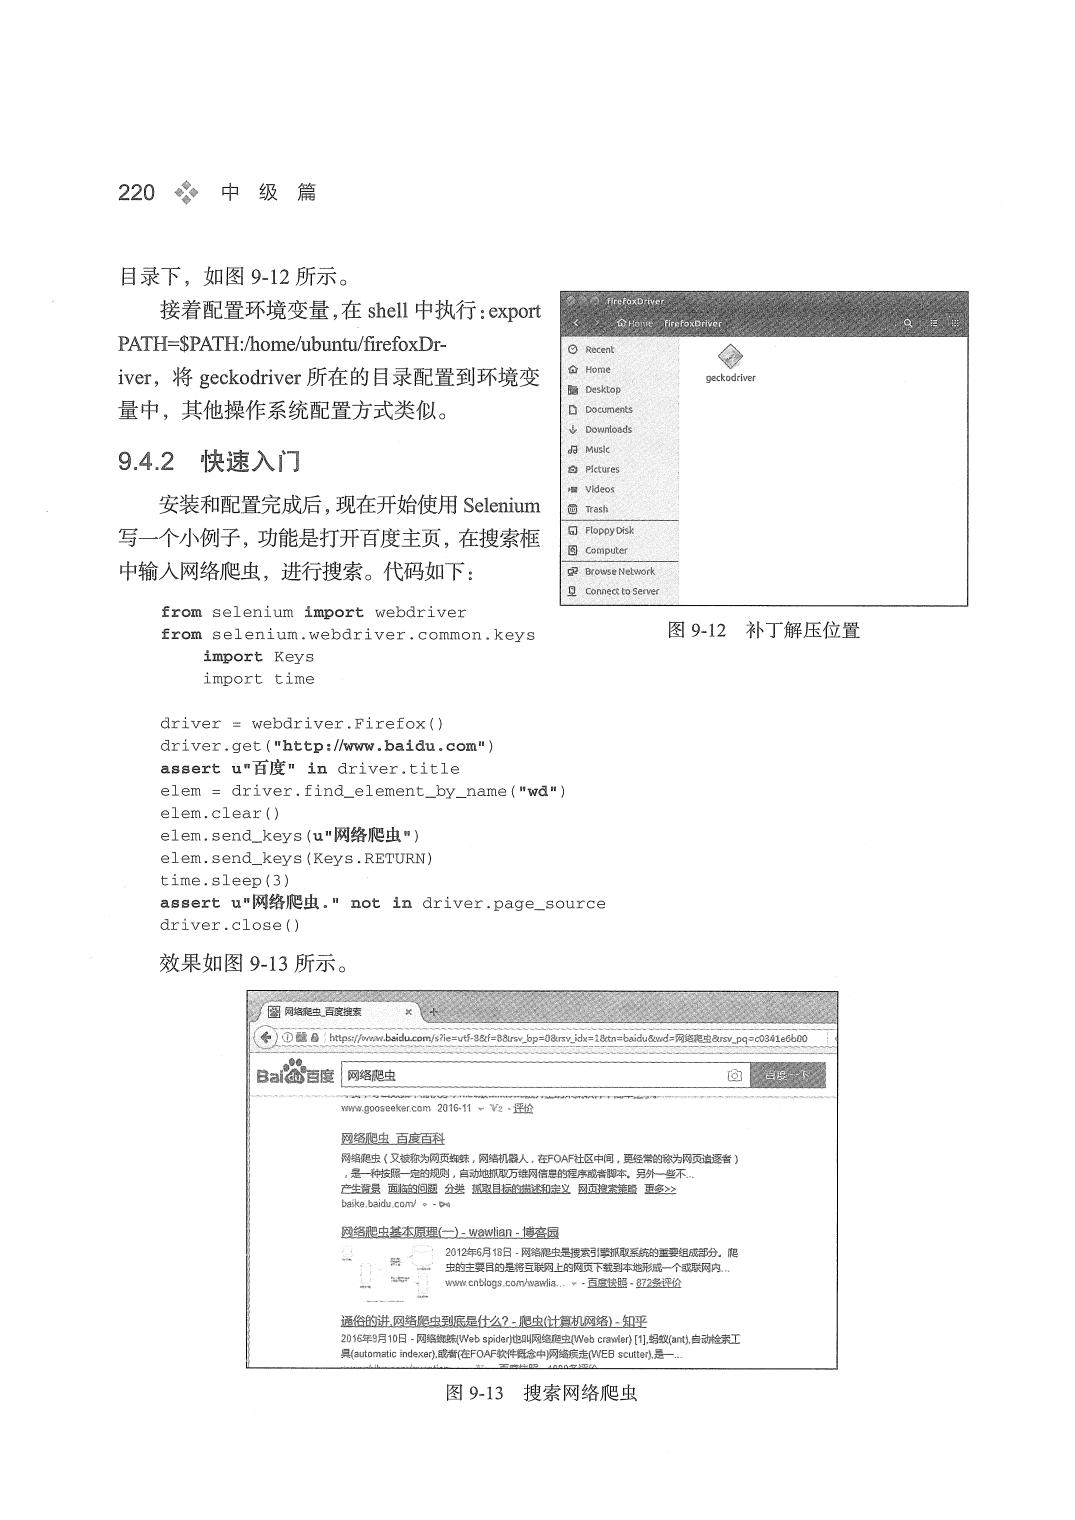 220 中 级 篇
目录下，如图 9-12 所示。
接着配置环境变量,在 shell 中执行:export
PATH=$PATH:/home/ubuntu/firefoxDr-
iver，将 geckodriver 所在的目录配置到环境变
量中，其他操作系统配置方式类似。
9.4.2 快速入门
安装和配置完成后,现在开始使用 Selenium
写一个小例子，功能是打开百度主页，在搜索框
中输入网络爬虫，进行搜索。代码如下：
from selenium import webdriver
from selenium.webdriver.common.keys
import Keys
import time
driver = webdriver.Firefox()
driver.get("http://www.baidu.com")
assert u"百度" in driver.title
elem = driver.find_element_by_name("wd")
elem.clear()
elem.send_keys(u"网络爬虫")
elem.send_keys(Keys.RETURN)
time.sleep(3)
assert u"网络爬虫." not in driver.page_source
driver.close()
firefoxDriver
Home firefoxDriver
Recent
Home
Desktop
Documents
Downloads
Music
Pictures
Videos
Trash
Floppy Disk
Computer
Browse Network
Connect to Server
geckodriver
图 9-12 补丁解压位置
效果如图 9-13 所示。
网络爬虫_百度搜索 × +
https://www.baidu.com/s?ie=utf-8&f=8&rsv_bp=0&rsv_idx=1&tn=baidu&wd=网络爬虫&rsv_pq=c0341e6b00
Bai百度 网络爬虫 百度一下
www.gooseeker.com 2016-11 - V2 - 评价
网络爬虫_百度百科
网络爬虫（又被称为网页蜘蛛，网络机器人，在FOAF社区中间，更经常的称为网页追逐者）
，是一种按照一定的规则，自动地抓取万维网信息的程序或者脚本。另外一些不...
产生背景 面临的问题 分类 抓取目标的描述和定义 网页搜索策略 更多>>
baike.baidu.com/
网络爬虫基本原理(一) - wawlian - 博客园
2012年6月18日 - 网络爬虫是搜索引擎抓取系统的重要组成部分。爬
虫的主要目的是将互联网上的网页下载到本地形成一个或联网内...
www.cnblogs.com/wawlia... - 百度快照 - 872条评价
通俗的讲,网络爬虫到底是什么? - 爬虫(计算机网络) - 知乎
2016年9月10日 - 网络蜘蛛(Web spider)也叫网络爬虫(Web crawler) [1],蚂蚁(ant),自动检索工
具(automatic indexer),或者(在FOAF软件概念中)网络疾走(WEB scutter),是一...
图 9-13 搜索网络爬虫